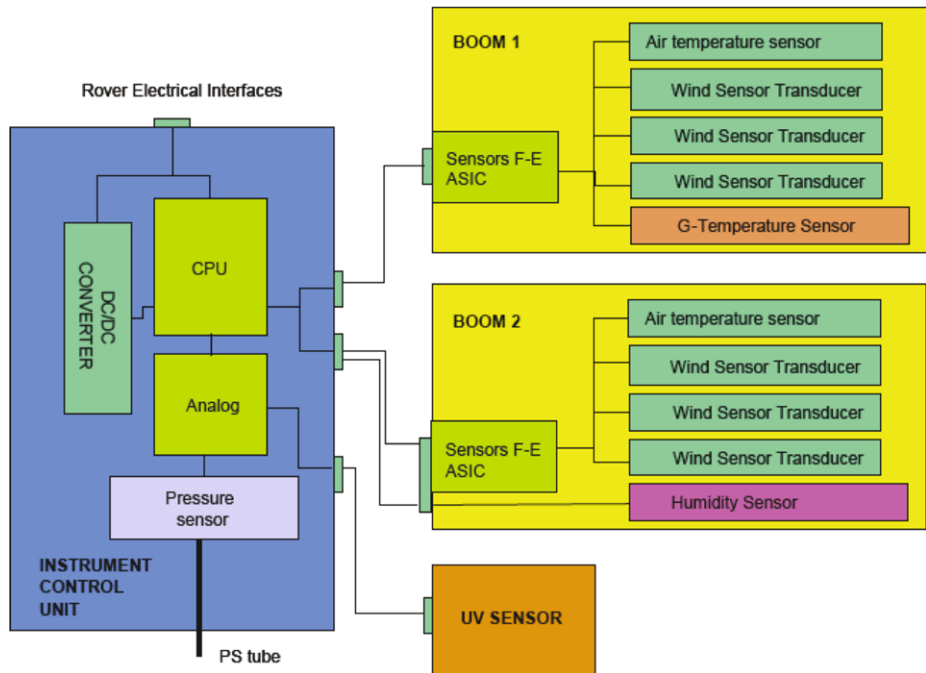 Rover Electrical Interfaces
DC/DC
CONVERTER
CPU
Analog
Pressure
sensor
INSTRUMENT
CONTROL
UNIT
PS tube
BOOM 1
Sensors F-E
ASIC
Air temperature sensor
Wind Sensor Transducer
Wind Sensor Transducer
Wind Sensor Transducer
G-Temperature Sensor
BOOM 2
Sensors F-E
ASIC
Air temperature sensor
Wind Sensor Transducer
Wind Sensor Transducer
Wind Sensor Transducer
Humidity Sensor
UV SENSOR